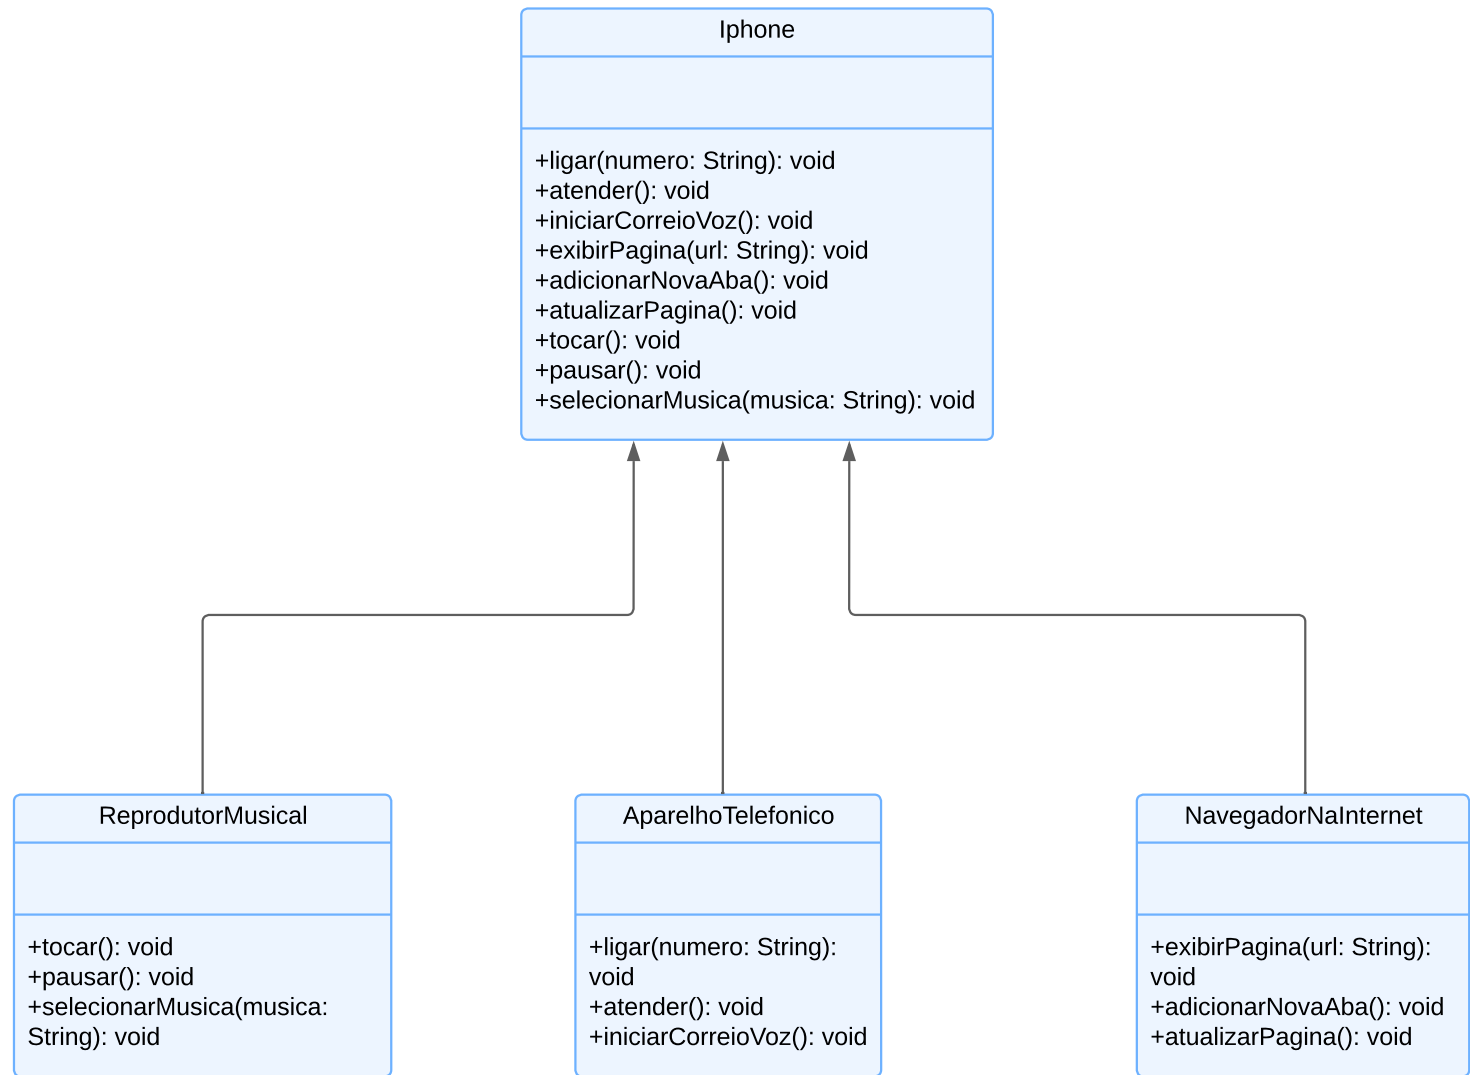 Iphone
+ligar(numero: String): void
+atender(): void
+iniciarCorreioVoz(): void
+exibirPagina(url: String): void
+adicionarNovaAba(): void
+atualizarPagina(): void
+tocar(): void
+pausar(): void
+selecionarMusica(musica: String): void
ReprodutorMusical
+tocar(): void
+pausar(): void
+selecionarMusica(musica:
String): void
AparelhoTelefonico
+ligar(numero: String):
void
+atender(): void
+iniciarCorreioVoz(): void
NavegadorNaInternet
+exibirPagina(url: String):
void
+adicionarNovaAba(): void
+atualizarPagina(): void